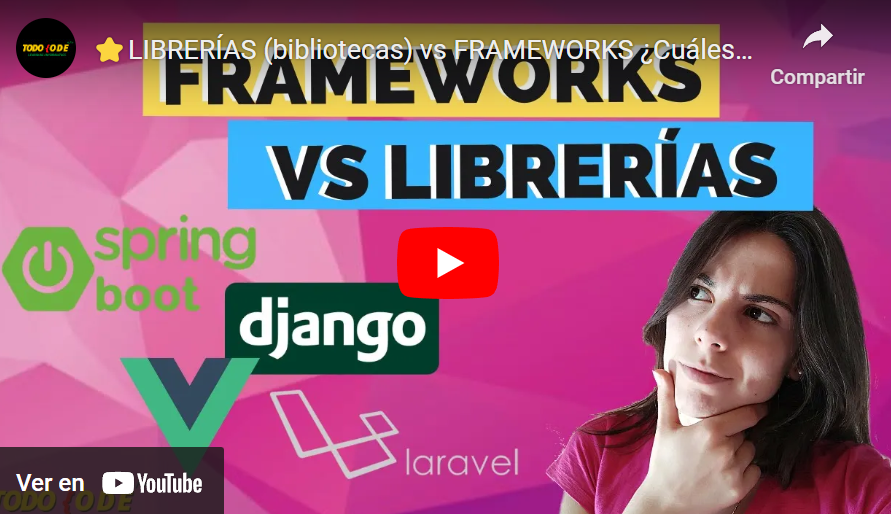 TODO CODE
⭐LIBRERÍAS (bibliotecas) vs FRAMEWORKS ¿Cuáles…
Compartir
FRAMEWORKS
VS LIBRERÍAS
spring
boot
django
laravel
Ver en YouTube
TODO CODE